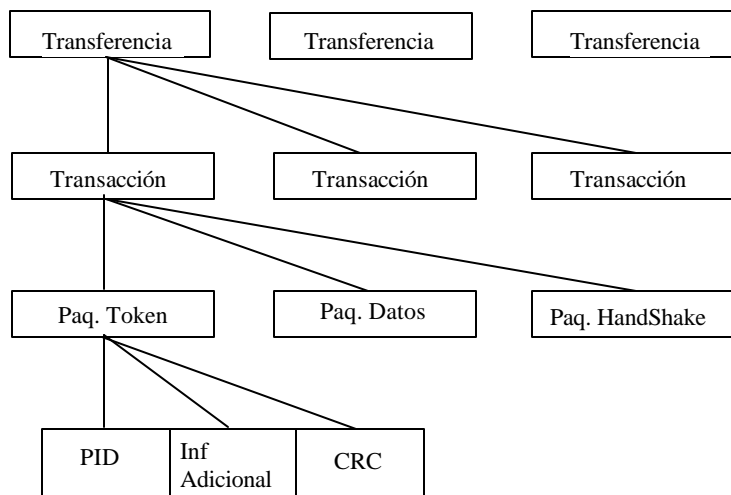 Transferencia
Transferencia
Transferencia
Transacción
Transacción
Transacción
Paq. Token
Paq. Datos
Paq. HandShake
PID
Inf
Adicional
CRC